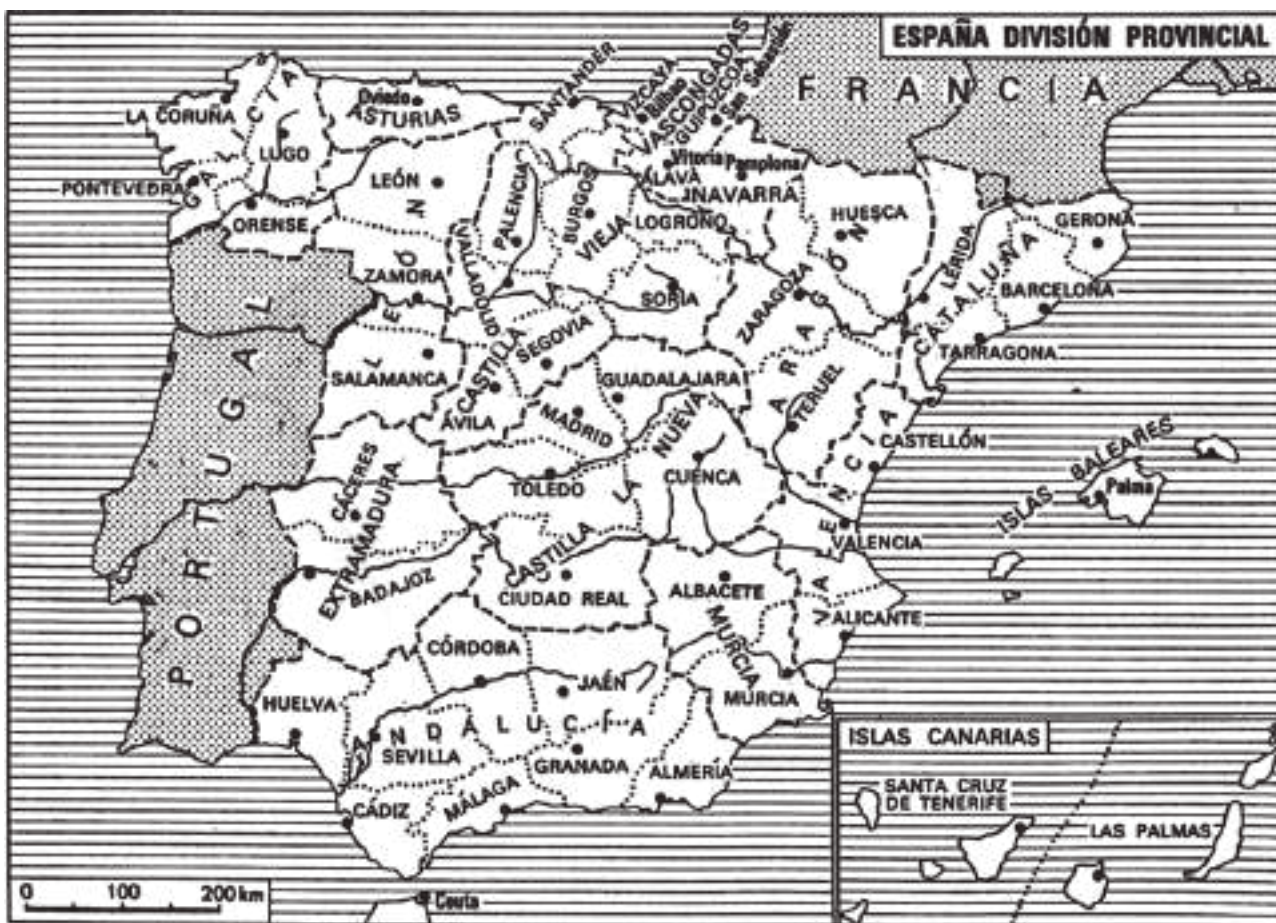 ESPAÑA DIVISIÓN PROVINCIAL
FRANCIA
PORTUGAL
GALICIA
LA CORUÑA
LUGO
PONTEVEDRA
ORENSE
Oviedo
ASTURIAS
SANTANDER
VIZCAYA
Bilbao
VASCONGADAS
GUIPÚZCOA
San Sebastián
Vitoria
ÁLAVA
Pamplona
NAVARRA
LEÓN
LEÓN
ZAMORA
SALAMANCA
VALLADOLID
PALENCIA
BURGOS
CASTILLA
VIEJA
LOGROÑO
SORIA
SEGOVIA
ÁVILA
ARAGÓN
HUESCA
ZARAGOZA
TERUEL
CATALUÑA
LÉRIDA
GERONA
BARCELONA
TARRAGONA
MADRID
GUADALAJARA
CASTILLA
LA
NUEVA
CUENCA
TOLEDO
CIUDAD REAL
EXTRAMADURA
CÁCERES
BADAJOZ
VALENCIA
CASTELLÓN
VALENCIA
ALICANTE
ISLAS BALEARES
Palma
MURCIA
ALBACETE
MURCIA
ANDALUCÍA
HUELVA
SEVILLA
CÓRDOBA
JAÉN
GRANADA
ALMERÍA
MÁLAGA
CÁDIZ
Ceuta
ISLAS CANARIAS
SANTA CRUZ
DE TENERIFE
LAS PALMAS
0 100 200 km